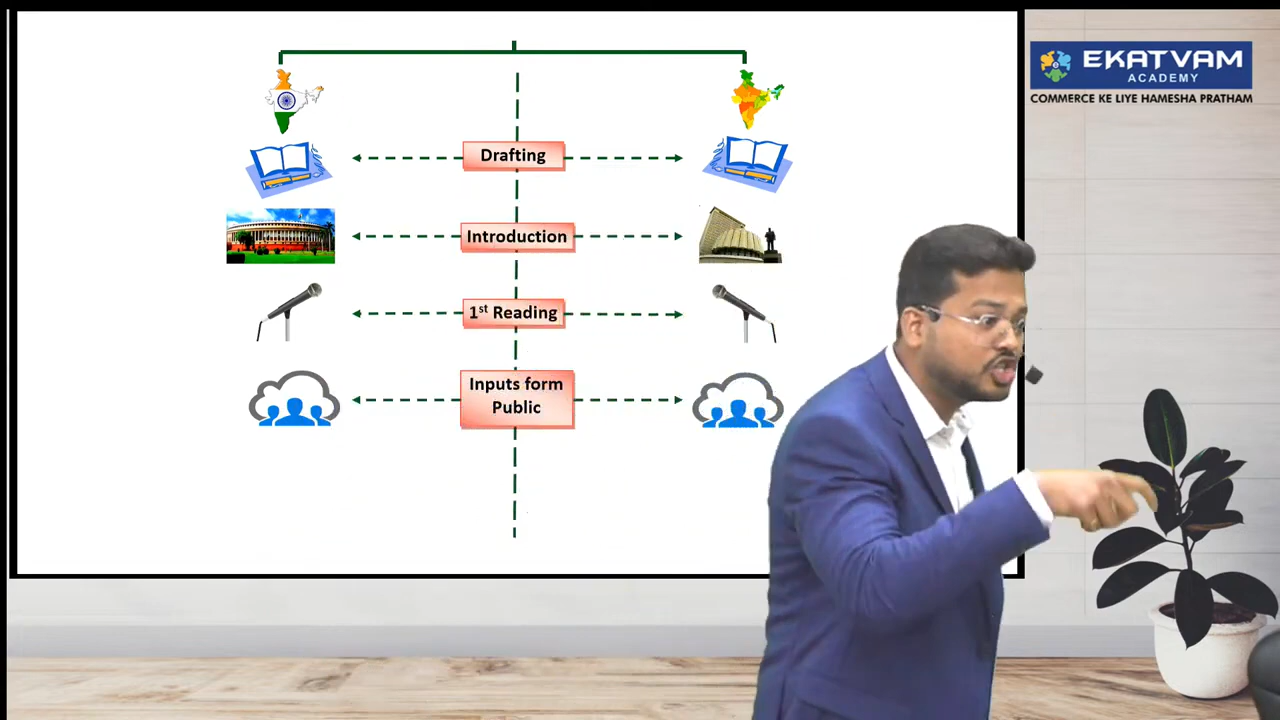 EKATVAM
ACADEMY
COMMERCE KE LIYE HAMESHA PRATHAM
Drafting
Introduction
1st Reading
Inputs form
Public